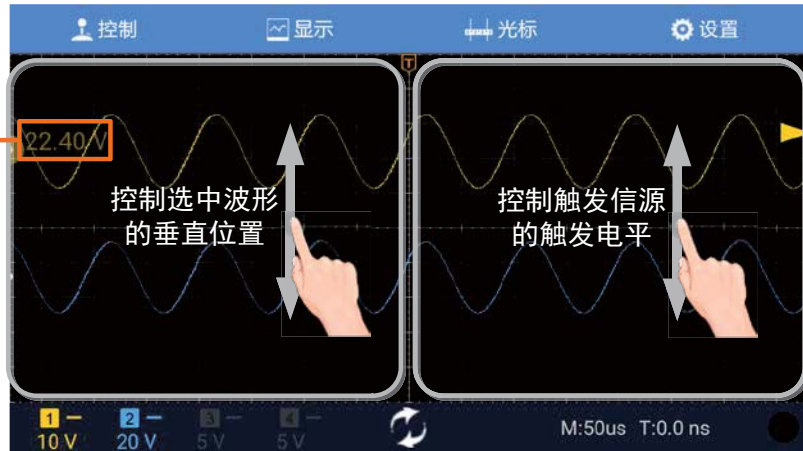 控制
显示
光标
设置
T
22.40 V
控制选中波形
的垂直位置
控制触发信源
的触发电平
1 2 3 4
10 V 20 V 5 V 5 V
M:50us T:0.0 ns